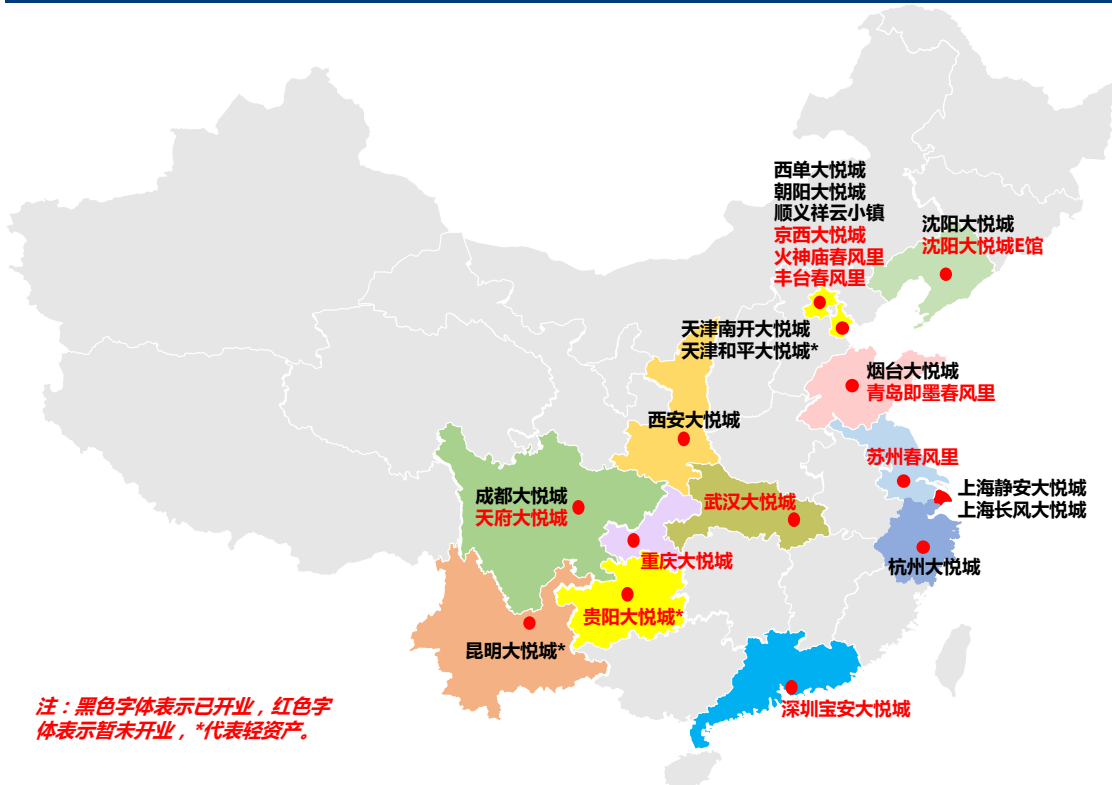 西单大悦城
朝阳大悦城
顺义祥云小镇
京西大悦城
火神庙春风里
丰台春风里
沈阳大悦城
沈阳大悦城E馆
天津南开大悦城
天津和平大悦城*
烟台大悦城
青岛即墨春风里
西安大悦城
苏州春风里
上海静安大悦城
上海长风大悦城
成都大悦城
天府大悦城
武汉大悦城
重庆大悦城
杭州大悦城
贵阳大悦城*
昆明大悦城*
深圳宝安大悦城
注：黑色字体表示已开业，红色字
体表示暂未开业，*代表轻资产。